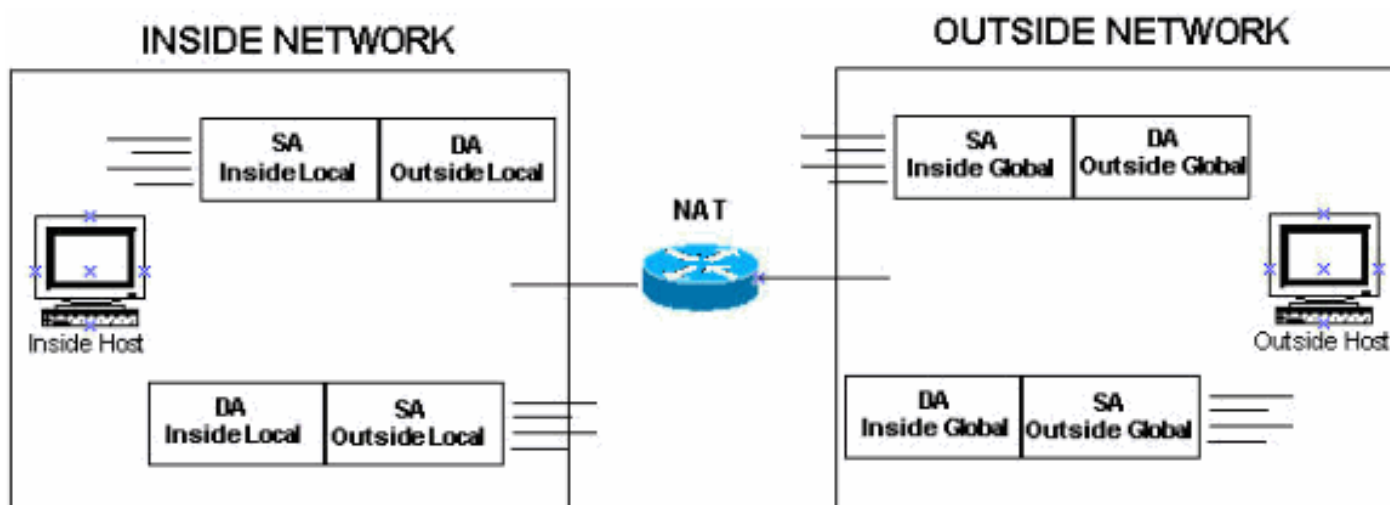 INSIDE NETWORK
OUTSIDE NETWORK
SA
Inside Local
DA
Outside Local
SA
Inside Global
DA
Outside Global
NAT
Inside Host
Outside Host
DA
Inside Local
SA
Outside Local
DA
Inside Global
SA
Outside Global